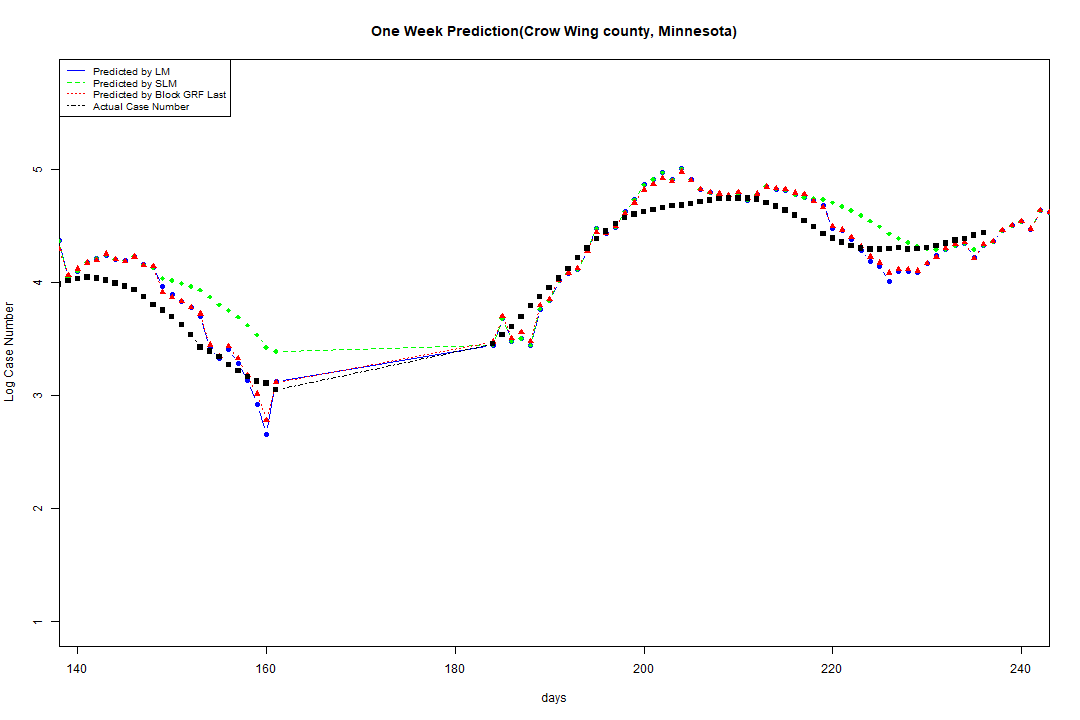 One Week Prediction(Crow Wing county, Minnesota)
Predicted by LM
Predicted by SLM
Predicted by Block GRF Last
Actual Case Number
Log Case Number
5
4
3
2
1
140 160 180 200 220 240
days